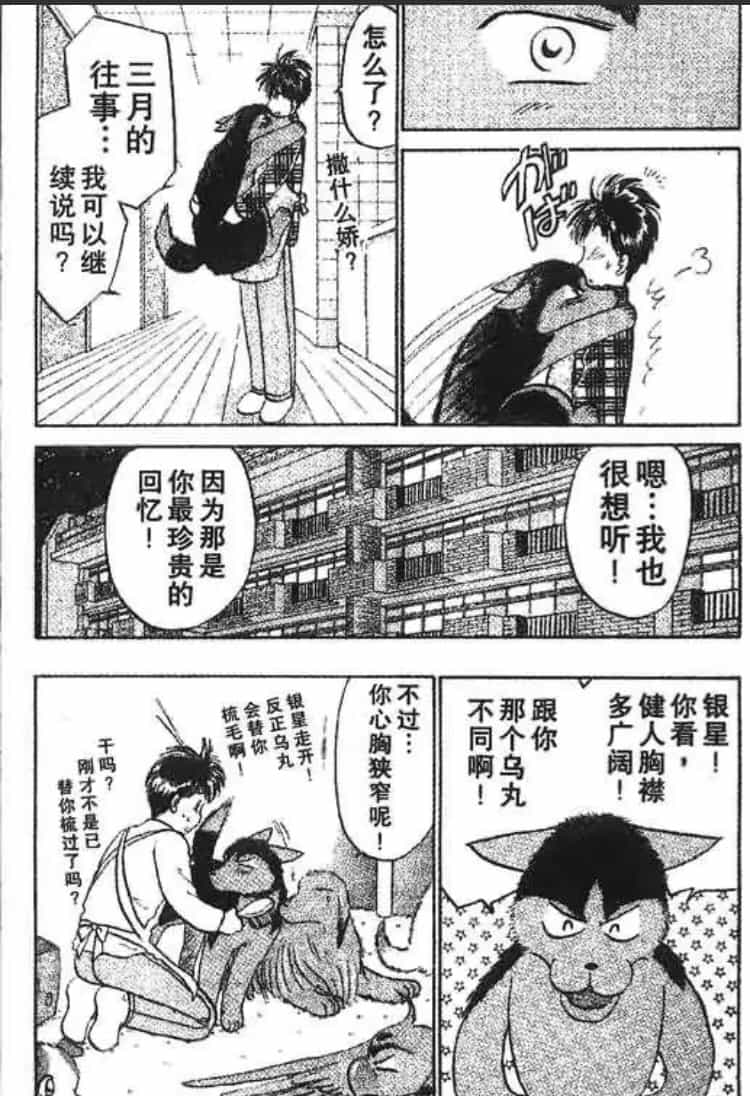 がばっ
怎么了？
撒什么娇？
三月的
往事…
我可以继
续说吗？
嗯…我也
很想听！
因为那是
你最珍贵的
回忆！
银星！
你看，
健人胸襟
多广阔！
跟你
那个乌丸
不同啊！
不过…
你心胸狭窄呢！
银星走开！
反正乌丸
会替你
梳毛啊！
干吗？
刚才不是已
替你梳过了吗？